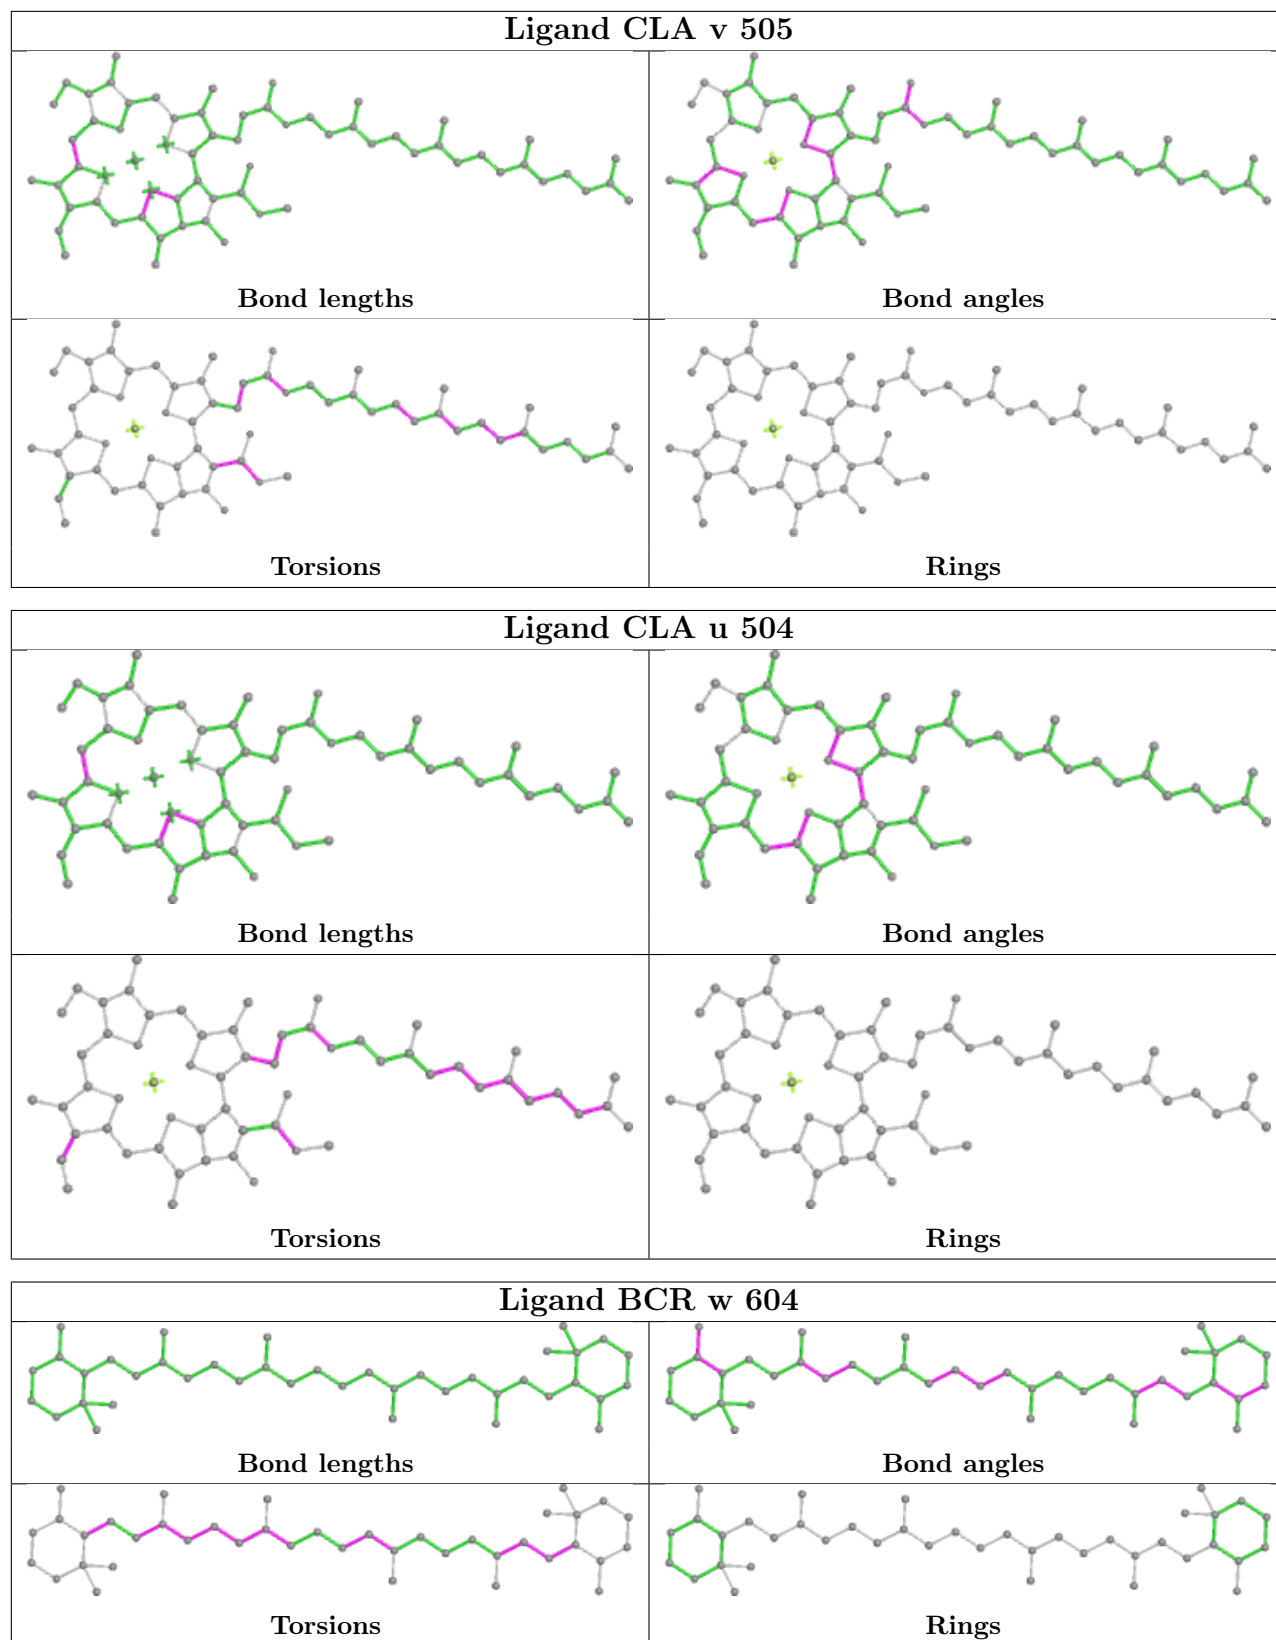 Ligand CLA v 505
Bond lengths
Bond angles
Torsions
Rings
Ligand CLA u 504
Bond lengths
Bond angles
Torsions
Rings
Ligand BCR w 604
Bond lengths
Bond angles
Torsions
Rings